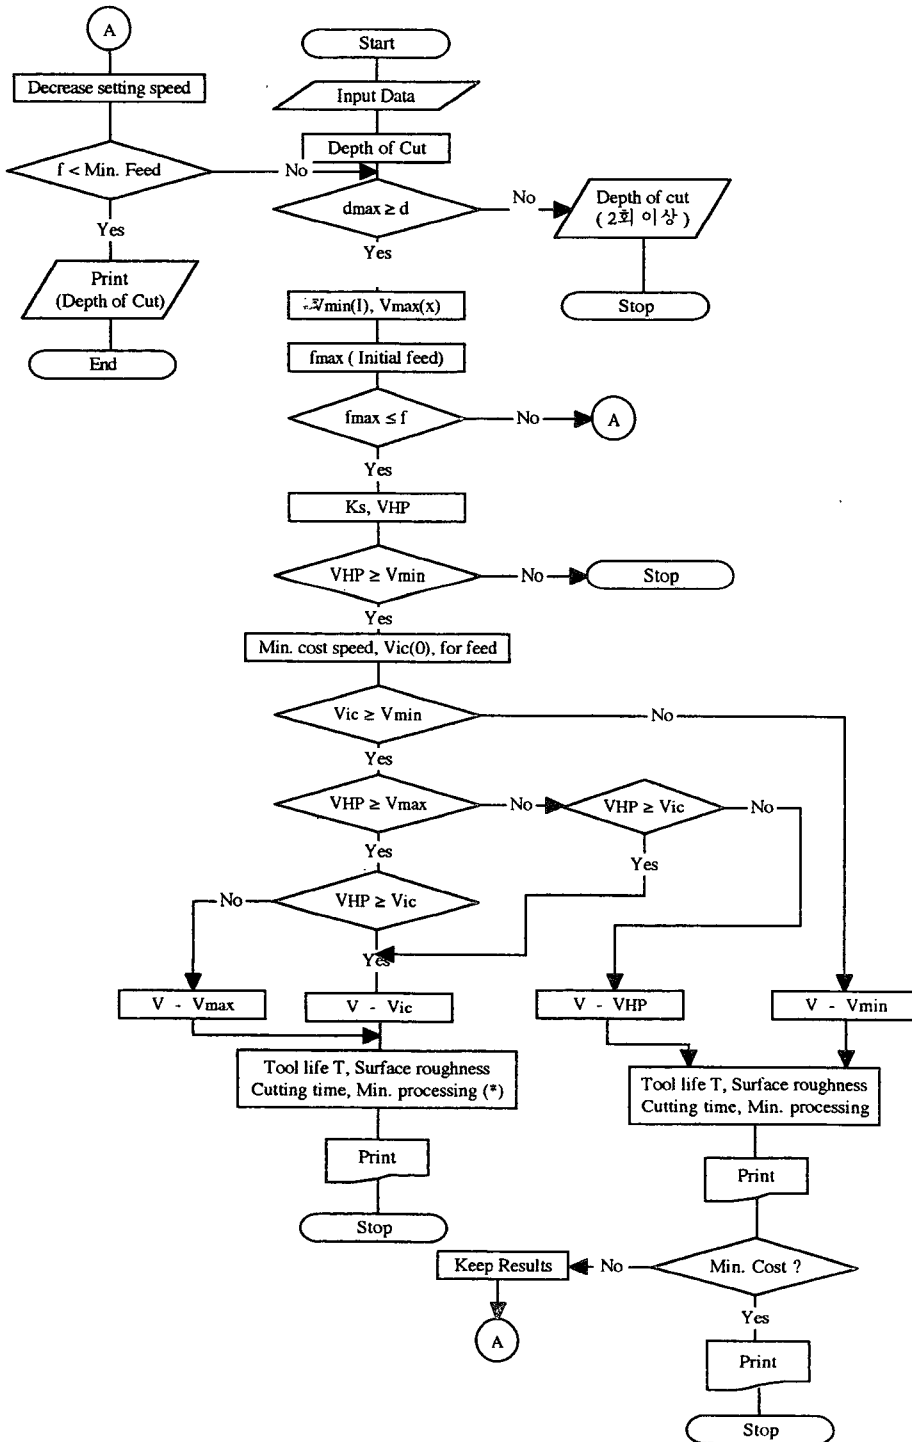 A
Decrease setting speed
f < Min. Feed
No
Yes
Print
(Depth of Cut)
End
Start
Input Data
Depth of Cut
dmax ≥ d
No
Depth of cut
( 2회 이상 )
Stop
Yes
Vmin(l), Vmax(x)
fmax ( Initial feed)
fmax ≤ f
No
A
Yes
Ks, VHP
VHP ≥ Vmin
No
Stop
Yes
Min. cost speed, Vic(0), for feed
Vic ≥ Vmin
No
Yes
VHP ≥ Vmax
No
VHP ≥ Vic
No
Yes
Yes
VHP ≥ Vic
No
Yes
V - Vmax
V - Vic
V - VHP
V - Vmin
Tool life T, Surface roughness
Cutting time, Min. processing (*)
Print
Stop
Tool life T, Surface roughness
Cutting time, Min. processing
Print
Min. Cost ?
No
Keep Results
A
Yes
Print
Stop